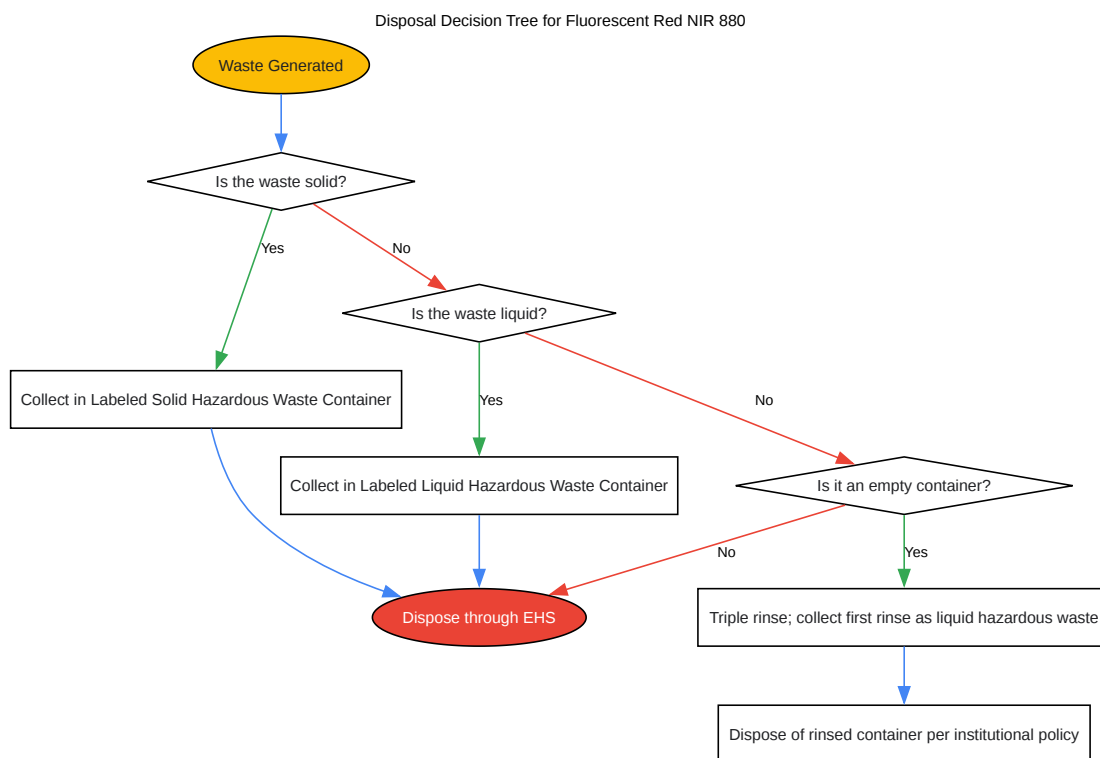 Disposal Decision Tree for Fluorescent Red NIR 880
Waste Generated
Is the waste solid?
Yes
No
Is the waste liquid?
Collect in Labeled Solid Hazardous Waste Container
Yes
No
Collect in Labeled Liquid Hazardous Waste Container
Is it an empty container?
No
Yes
Dispose through EHS
Triple rinse; collect first rinse as liquid hazardous waste
Dispose of rinsed container per institutional policy